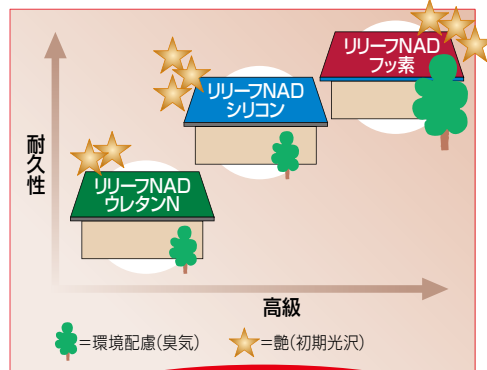 リリーフNAD
フッ素
リリーフNAD
シリコン
耐久性
リリーフNAD
ウレタンN
高級
=環境配慮(臭気)
=艶(初期光沢)